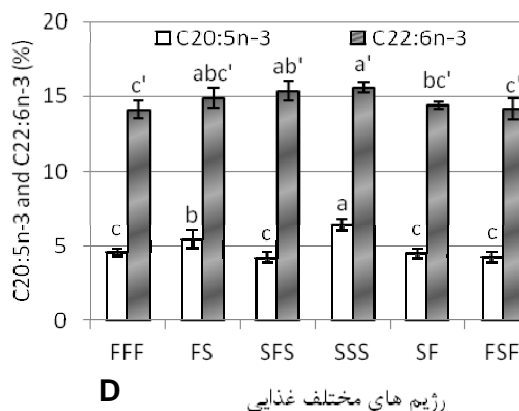 C20:5n-3 and C22:6n-3 (%)
20
15
10
5
0
C20:5n-3 C22:6n-3
c' abc' ab' a' bc' c'
c b c a c c
FFF FS SFS SSS SF FSF
D
رژیم های مختلف غذایی